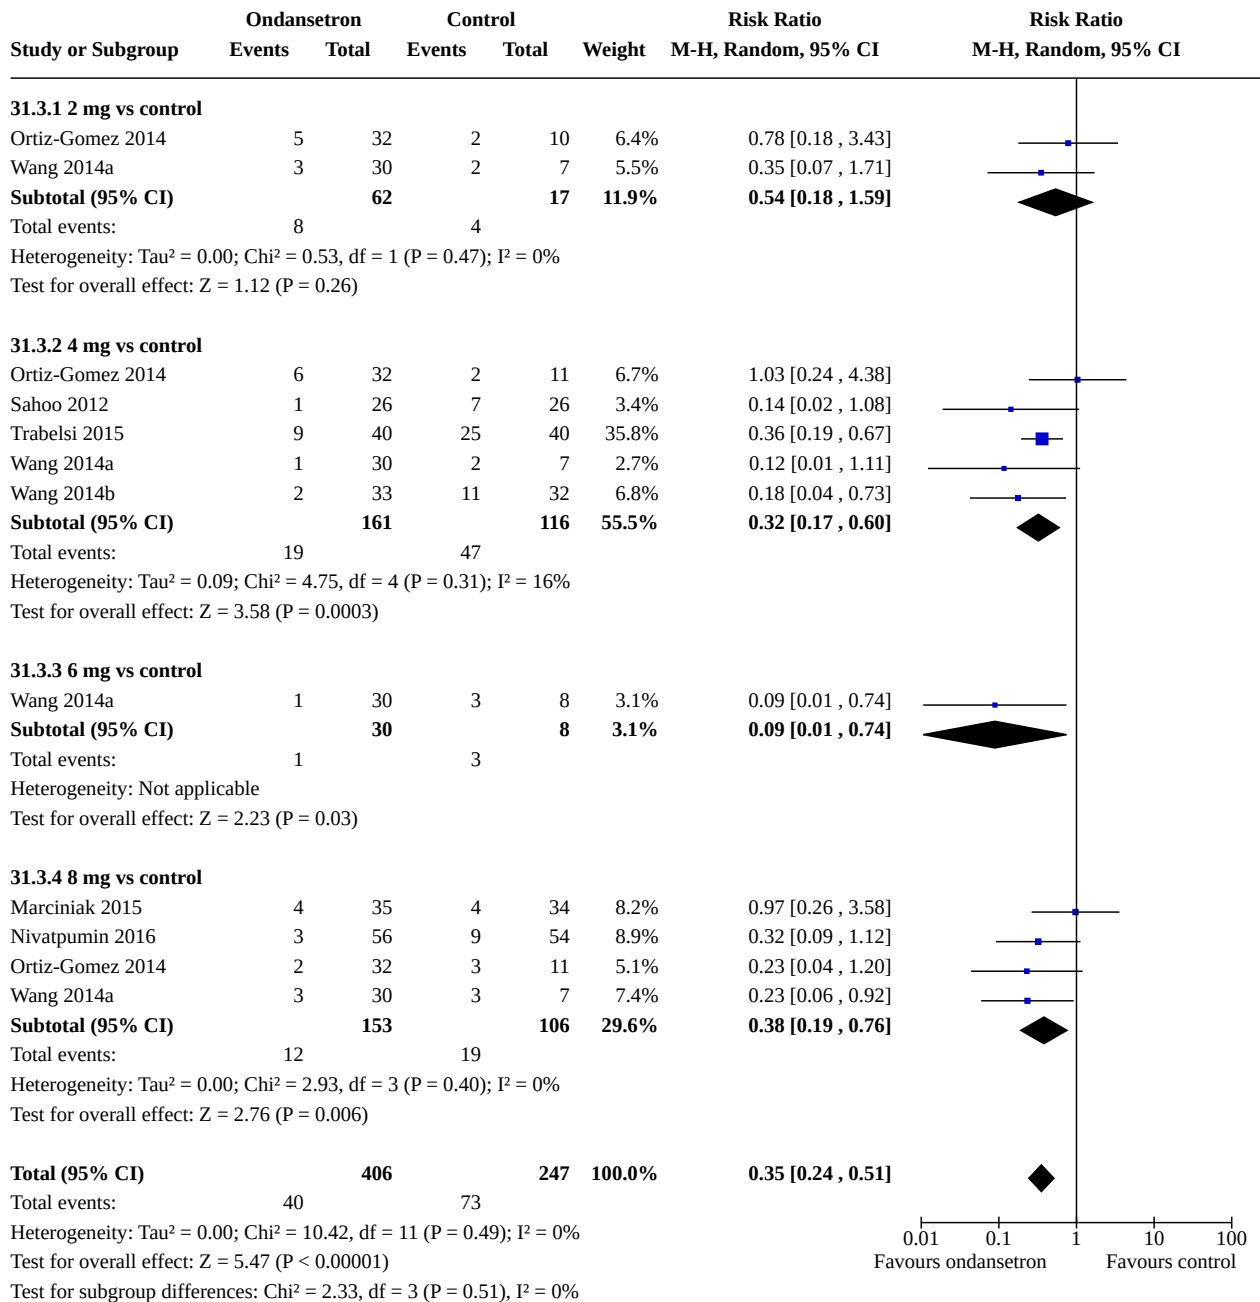 Ondansetron Control Risk Ratio Risk Ratio
Study or Subgroup Events Total Events Total Weight M-H, Random, 95% CI M-H, Random, 95% CI
31.3.1 2 mg vs control
Ortiz-Gomez 2014 5 32 2 10 6.4% 0.78 [0.18 , 3.43]
Wang 2014a 3 30 2 7 5.5% 0.35 [0.07 , 1.71]
Subtotal (95% CI) 62 17 11.9% 0.54 [0.18 , 1.59]
Total events: 8 4
Heterogeneity: Tau² = 0.00; Chi² = 0.53, df = 1 (P = 0.47); I² = 0%
Test for overall effect: Z = 1.12 (P = 0.26)
31.3.2 4 mg vs control
Ortiz-Gomez 2014 6 32 2 11 6.7% 1.03 [0.24 , 4.38]
Sahoo 2012 1 26 7 26 3.4% 0.14 [0.02 , 1.08]
Trabelsi 2015 9 40 25 40 35.8% 0.36 [0.19 , 0.67]
Wang 2014a 1 30 2 7 2.7% 0.12 [0.01 , 1.11]
Wang 2014b 2 33 11 32 6.8% 0.18 [0.04 , 0.73]
Subtotal (95% CI) 161 116 55.5% 0.32 [0.17 , 0.60]
Total events: 19 47
Heterogeneity: Tau² = 0.09; Chi² = 4.75, df = 4 (P = 0.31); I² = 16%
Test for overall effect: Z = 3.58 (P = 0.0003)
31.3.3 6 mg vs control
Wang 2014a 1 30 3 8 3.1% 0.09 [0.01 , 0.74]
Subtotal (95% CI) 30 8 3.1% 0.09 [0.01 , 0.74]
Total events: 1 3
Heterogeneity: Not applicable
Test for overall effect: Z = 2.23 (P = 0.03)
31.3.4 8 mg vs control
Marciniak 2015 4 35 4 34 8.2% 0.97 [0.26 , 3.58]
Nivatpumin 2016 3 56 9 54 8.9% 0.32 [0.09 , 1.12]
Ortiz-Gomez 2014 2 32 3 11 5.1% 0.23 [0.04 , 1.20]
Wang 2014a 3 30 3 7 7.4% 0.23 [0.06 , 0.92]
Subtotal (95% CI) 153 106 29.6% 0.38 [0.19 , 0.76]
Total events: 12 19
Heterogeneity: Tau² = 0.00; Chi² = 2.93, df = 3 (P = 0.40); I² = 0%
Test for overall effect: Z = 2.76 (P = 0.006)
Total (95% CI) 406 247 100.0% 0.35 [0.24 , 0.51]
Total events: 40 73
Heterogeneity: Tau² = 0.00; Chi² = 10.42, df = 11 (P = 0.49); I² = 0%
0.01 0.1 1 10 100
Test for overall effect: Z = 5.47 (P < 0.00001)
Favours ondansetron Favours control
Test for subgroup differences: Chi² = 2.33, df = 3 (P = 0.51), I² = 0%